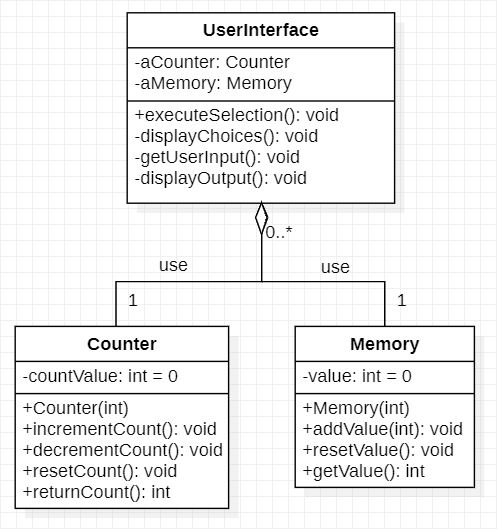 UserInterface
-aCounter: Counter
-aMemory: Memory
+executeSelection(): void
-displayChoices(): void
-getUserInput(): void
-displayOutput(): void
0..*
use
use
1
1
Counter
-countValue: int = 0
+Counter(int)
+incrementCount(): void
+decrementCount(): void
+resetCount(): void
+returnCount(): int
Memory
-value: int = 0
+Memory(int)
+addValue(int): void
+resetValue(): void
+getValue(): int